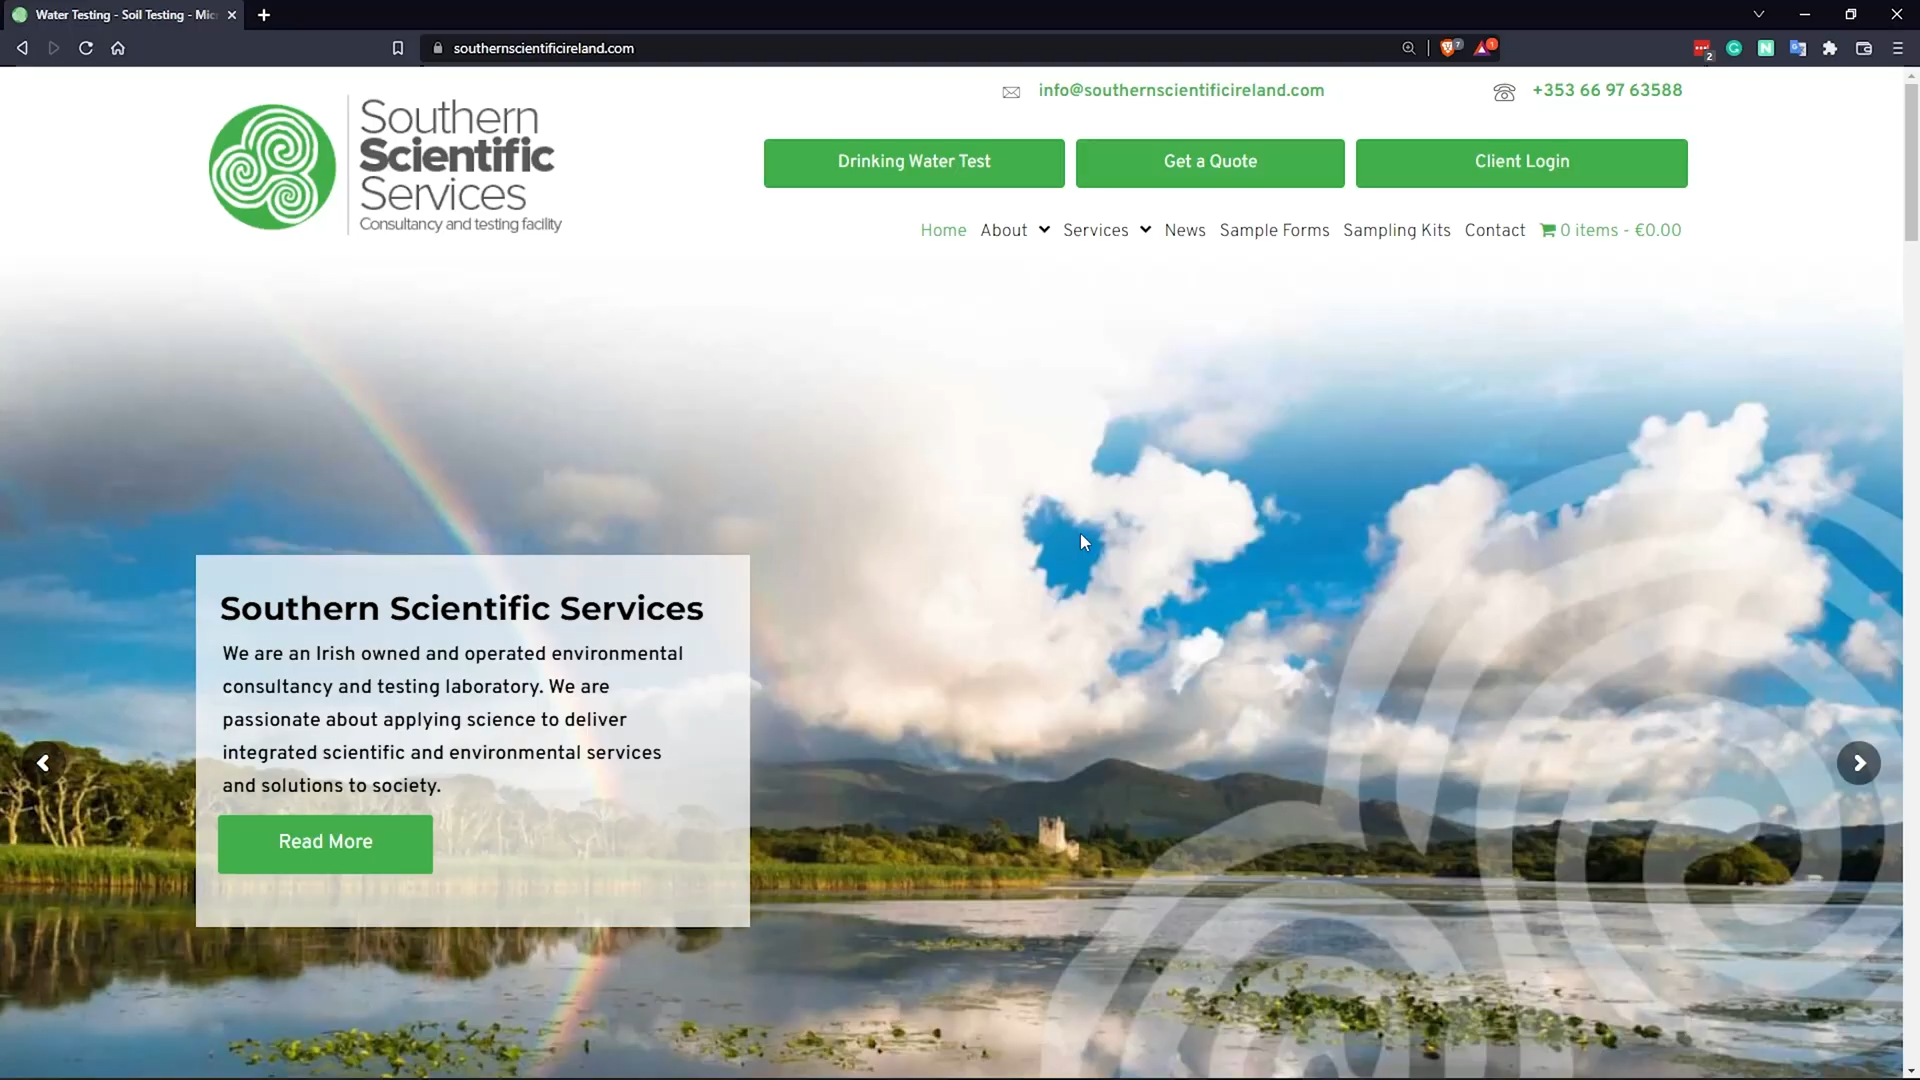 Water Testing - Soil Testing - Mic
southernscientificireland.com
7
1
2
info@southernscientificireland.com
+353 66 97 63588
Southern
Scientific
Services
Consultancy and testing facility
Drinking Water Test
Get a Quote
Client Login
Home
About
Services
News
Sample Forms
Sampling Kits
Contact
0 items - €0.00
Southern Scientific Services
We are an Irish owned and operated environmental
consultancy and testing laboratory. We are
passionate about applying science to deliver
integrated scientific and environmental services
and solutions to society.
Read More